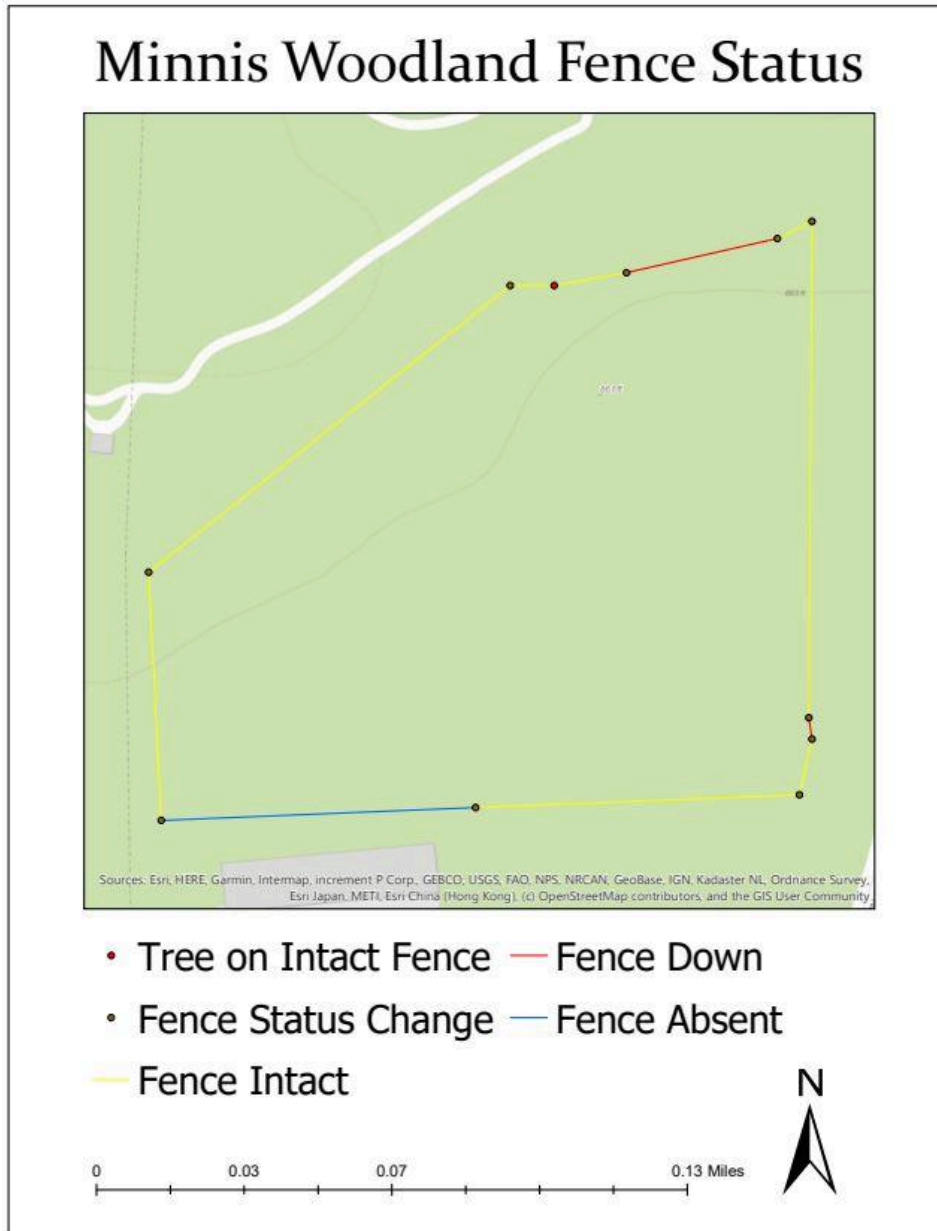 Minnis Woodland Fence Status
Sources: Esri, HERE, Garmin, Intermap, increment P Corp., GEBCO, USGS, FAO, NPS, NRCAN, GeoBase, IGN, Kadaster NL, Ordnance Survey,
Esri Japan, METI, Esri China (Hong Kong), (c) OpenStreetMap contributors, and the GIS User Community
Tree on Intact Fence
Fence Down
Fence Status Change
Fence Absent
Fence Intact
N
0 0.03 0.07 0.13 Miles